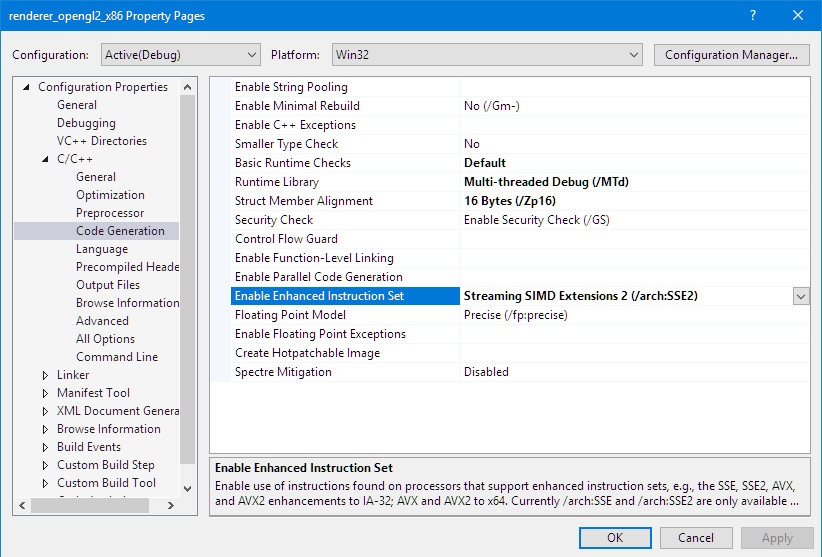 renderer_opengl2_x86 Property Pages
Configuration: Active(Debug) Platform: Win32 Configuration Manager...
Configuration Properties
General
Debugging
VC++ Directories
C/C++
General
Optimization
Preprocessor
Code Generation
Language
Precompiled Heade
Output Files
Browse Information
Advanced
All Options
Command Line
Linker
Manifest Tool
XML Document Genera
Browse Information
Build Events
Custom Build Step
Custom Build Tool
Enable String Pooling
Enable Minimal Rebuild No (/Gm-)
Enable C++ Exceptions
Smaller Type Check No
Basic Runtime Checks Default
Runtime Library Multi-threaded Debug (/MTd)
Struct Member Alignment 16 Bytes (/Zp16)
Security Check Enable Security Check (/GS)
Control Flow Guard
Enable Function-Level Linking
Enable Parallel Code Generation
Enable Enhanced Instruction Set Streaming SIMD Extensions 2 (/arch:SSE2)
Floating Point Model Precise (/fp:precise)
Enable Floating Point Exceptions
Create Hotpatchable Image
Spectre Mitigation Disabled
Enable Enhanced Instruction Set
Enable use of instructions found on processors that support enhanced instruction sets, e.g., the SSE, SSE2, AVX,
and AVX2 enhancements to IA-32; AVX and AVX2 to x64. Currently /arch:SSE and /arch:SSE2 are only available ...
OK Cancel Apply